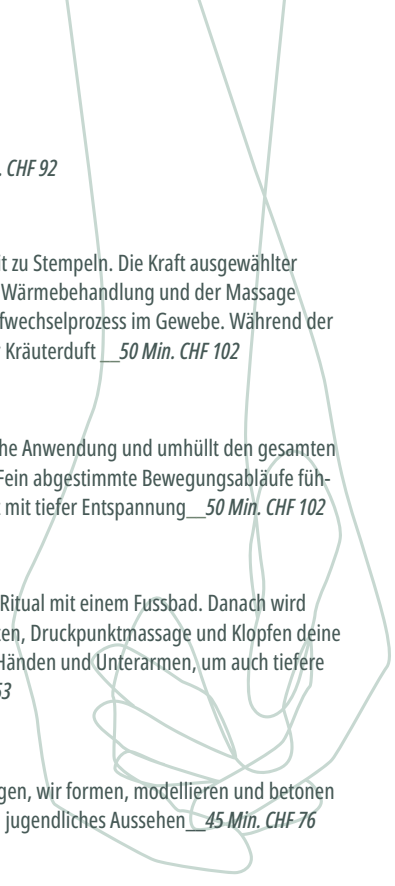 . CHF 92
it zu Stempeln. Die Kraft ausgewählter
Wärmebehandlung und der Massage
fwechselprozess im Gewebe. Während der
Kräuterduft __50 Min. CHF 102
he Anwendung und umhüllt den gesamten
Fein abgestimmte Bewegungsabläufe füh-
mit tiefer Entspannung__50 Min. CHF 102
Ritual mit einem Fussbad. Danach wird
en, Druckpunktmassage und Klopfen deine
Händen und Unterarmen, um auch tiefere
3
gen, wir formen, modellieren und betonen
jugendliches Aussehen__45 Min. CHF 76